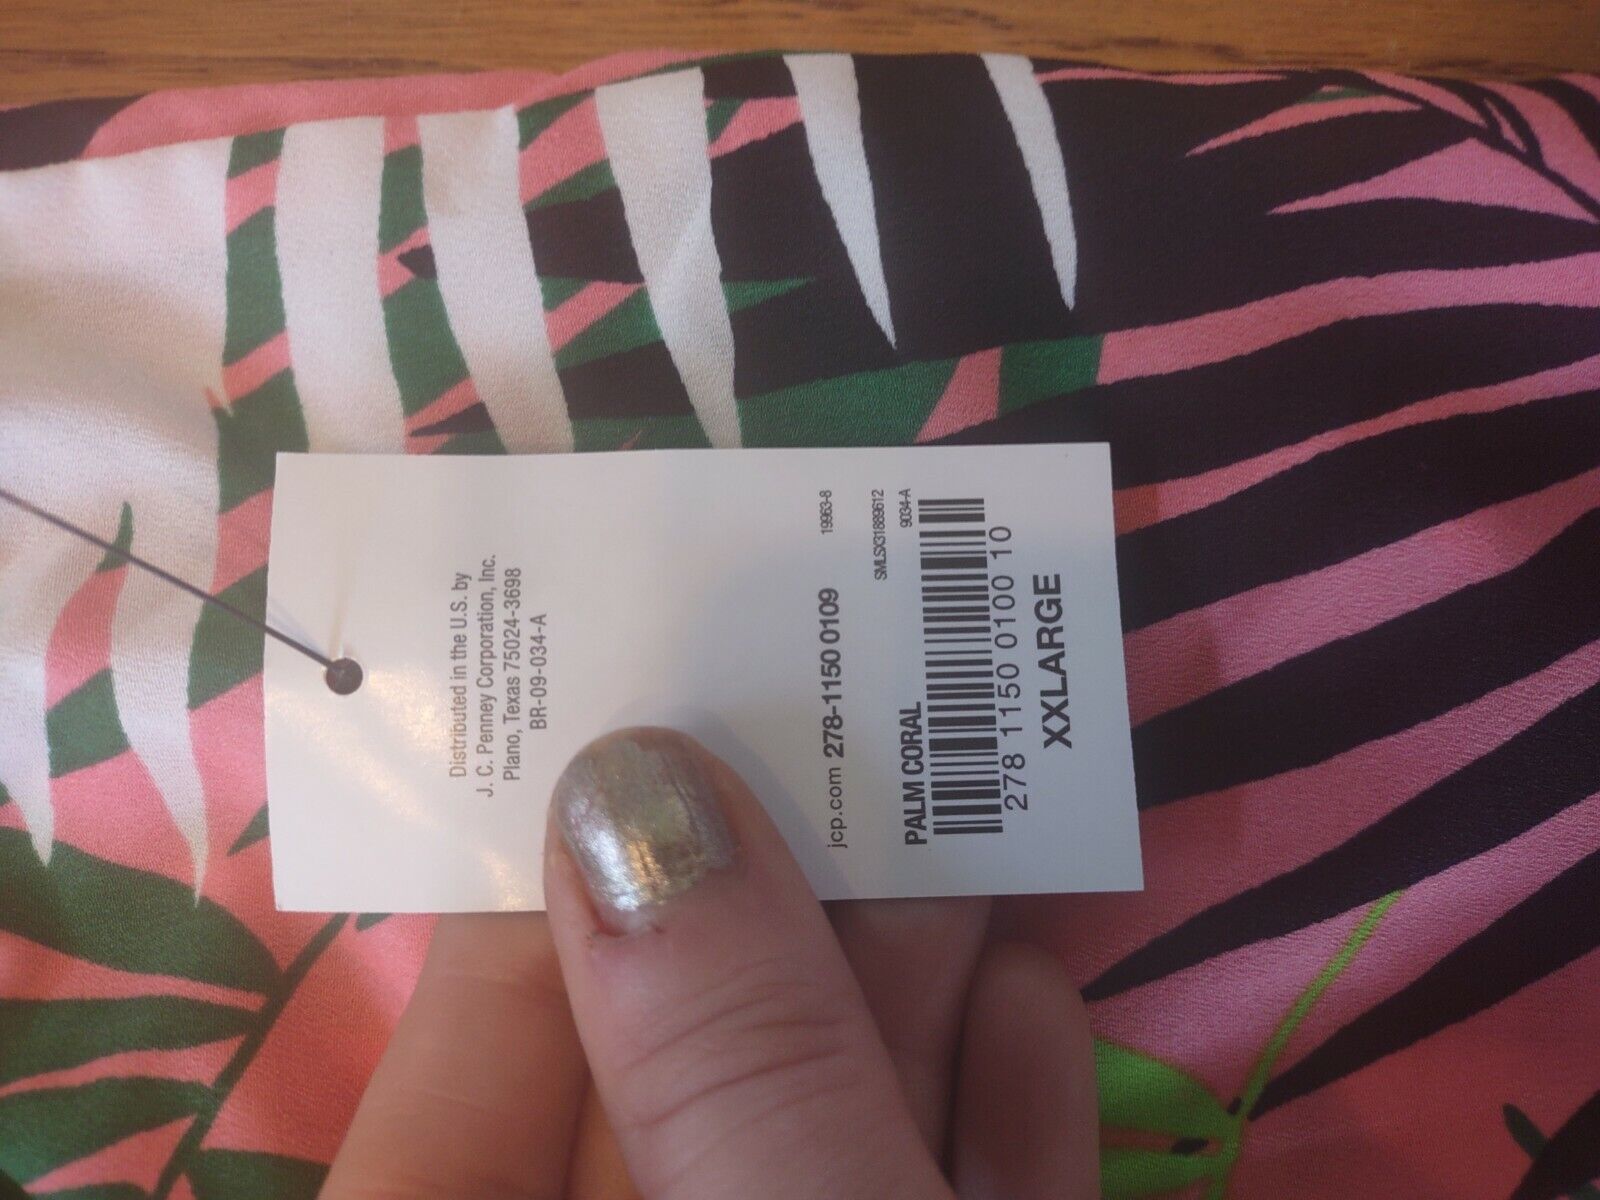 Distributed in the U.S. by
J. C. Penney Corporation, Inc.
Plano, Texas 75024-3698
BR-09-034-A
19963-8
jcp.com 278-1150 0109
SMLSX31889612
9034-A
PALM CORAL
278 1150 0100 10
XXLARGE